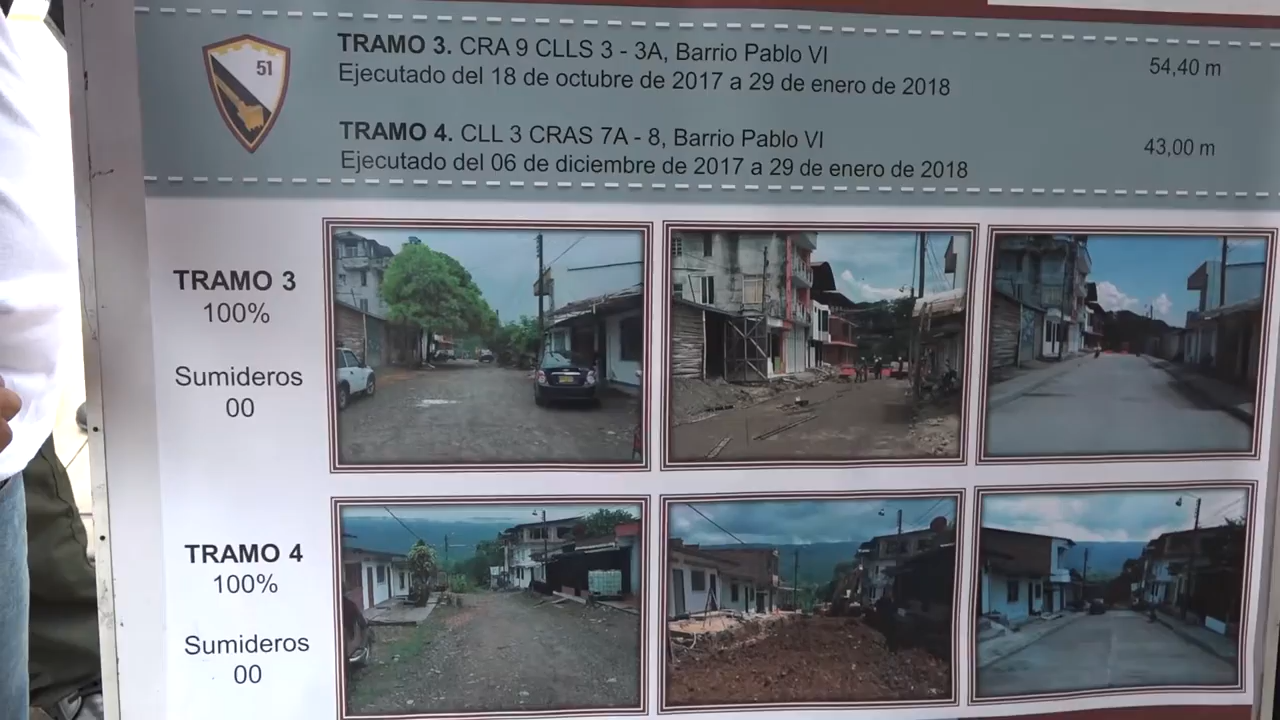 51
TRAMO 3. CRA 9 CLLS 3 - 3A, Barrio Pablo VI
54,40 m
Ejecutado del 18 de octubre de 2017 a 29 de enero de 2018
TRAMO 4. CLL 3 CRAS 7A - 8, Barrio Pablo VI
43,00 m
Ejecutado del 06 de diciembre de 2017 a 29 de enero de 2018
TRAMO 3
100%
Sumideros
00
TRAMO 4
100%
Sumideros
00